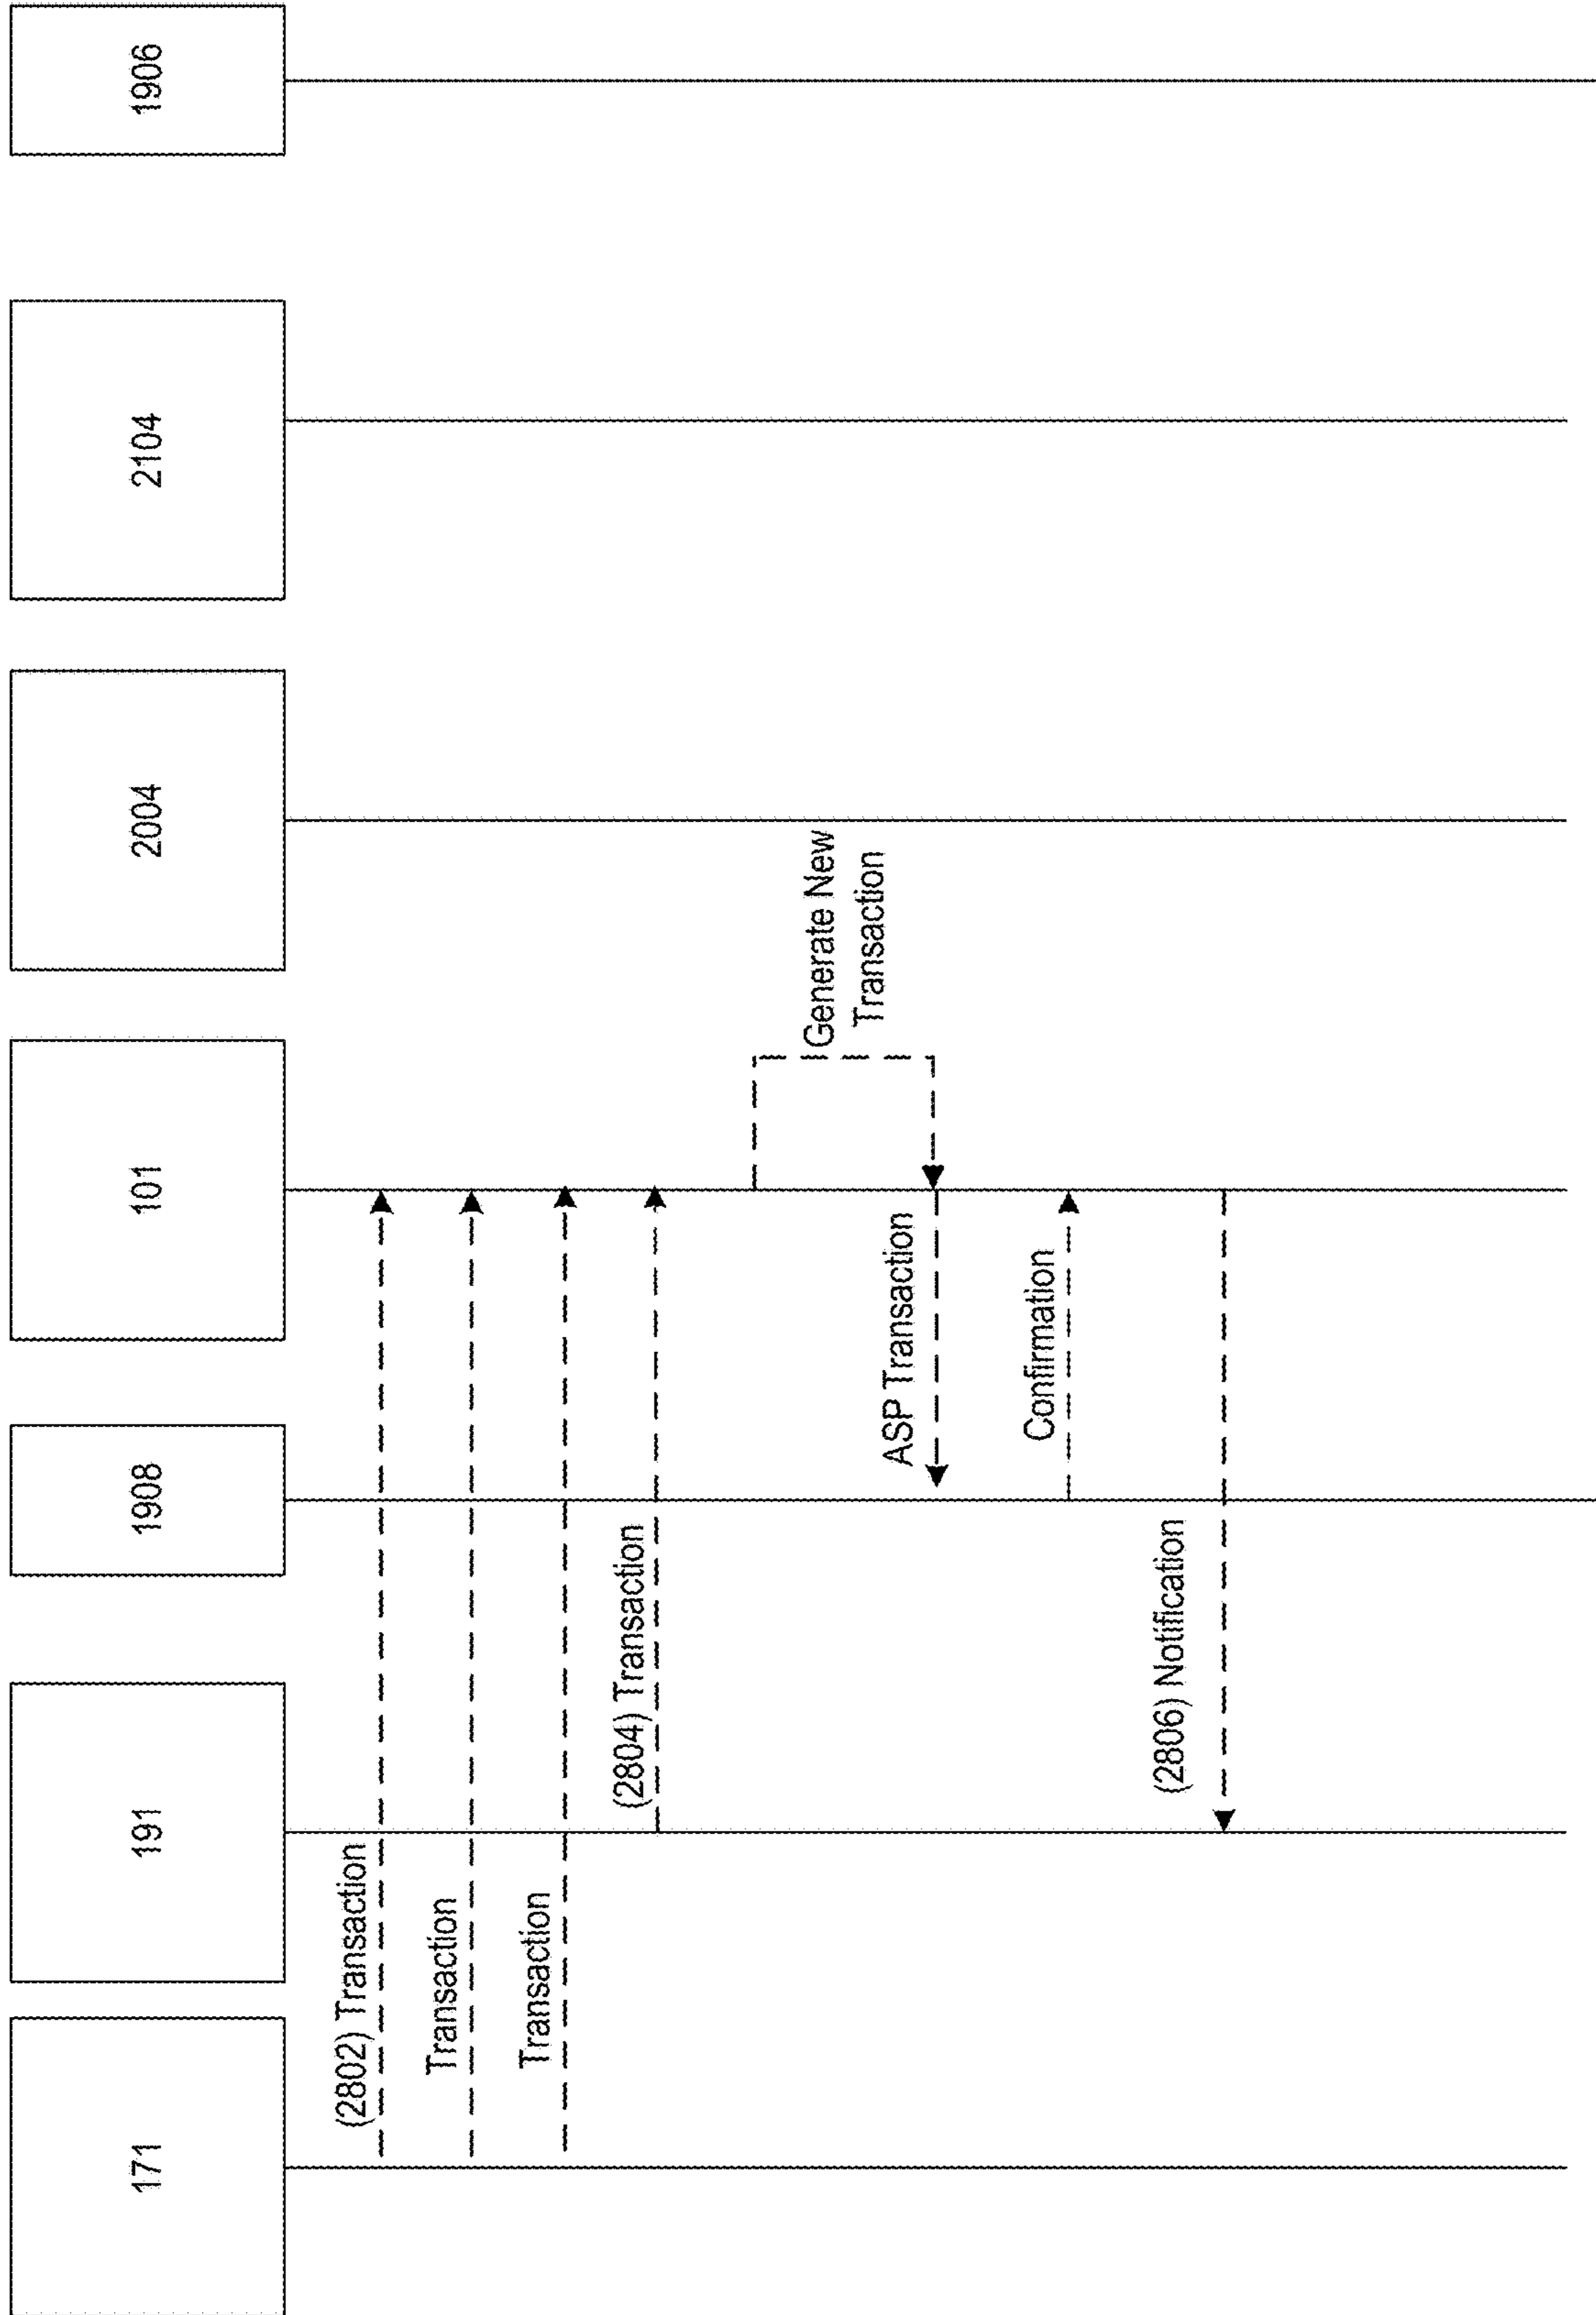 171
191
1908
101
2004
2104
1906
(2802) Transaction
Transaction
Transaction
(2804) Transaction
Generate New
Transaction
ASP Transaction
Confirmation
(2806) Notification